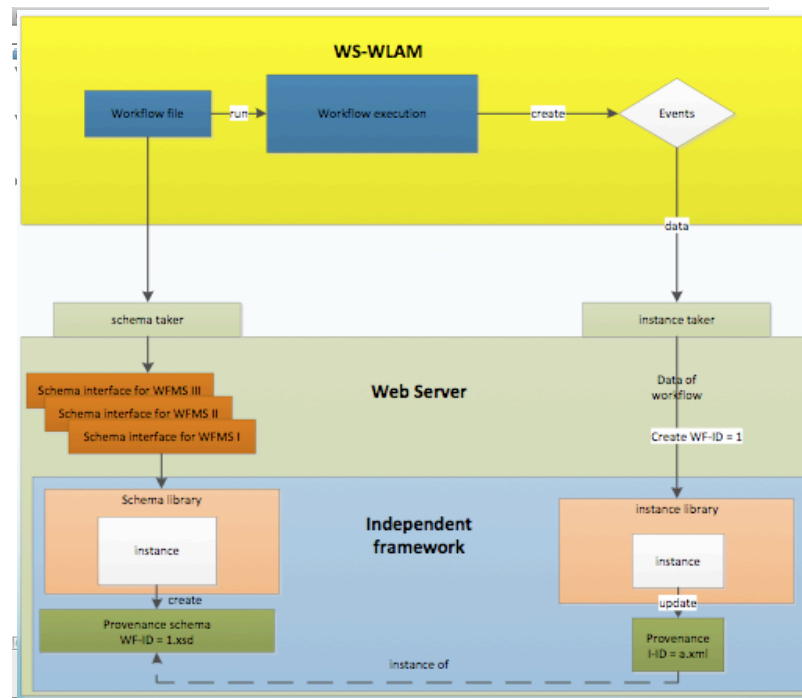 WS-WLAM
Workflow file
run
Workflow execution
create
Events
data
schema taker
instance taker
Schema interface for WFMS III
Schema interface for WFMS II
Schema interface for WFMS I
Web Server
Data of
workflow
Create WF-ID = 1
Schema library
instance
Independent
framework
instance library
instance
create
update
Provenance schema
WF-ID = 1.xsd
Provenance
I-ID = a.xml
instance of